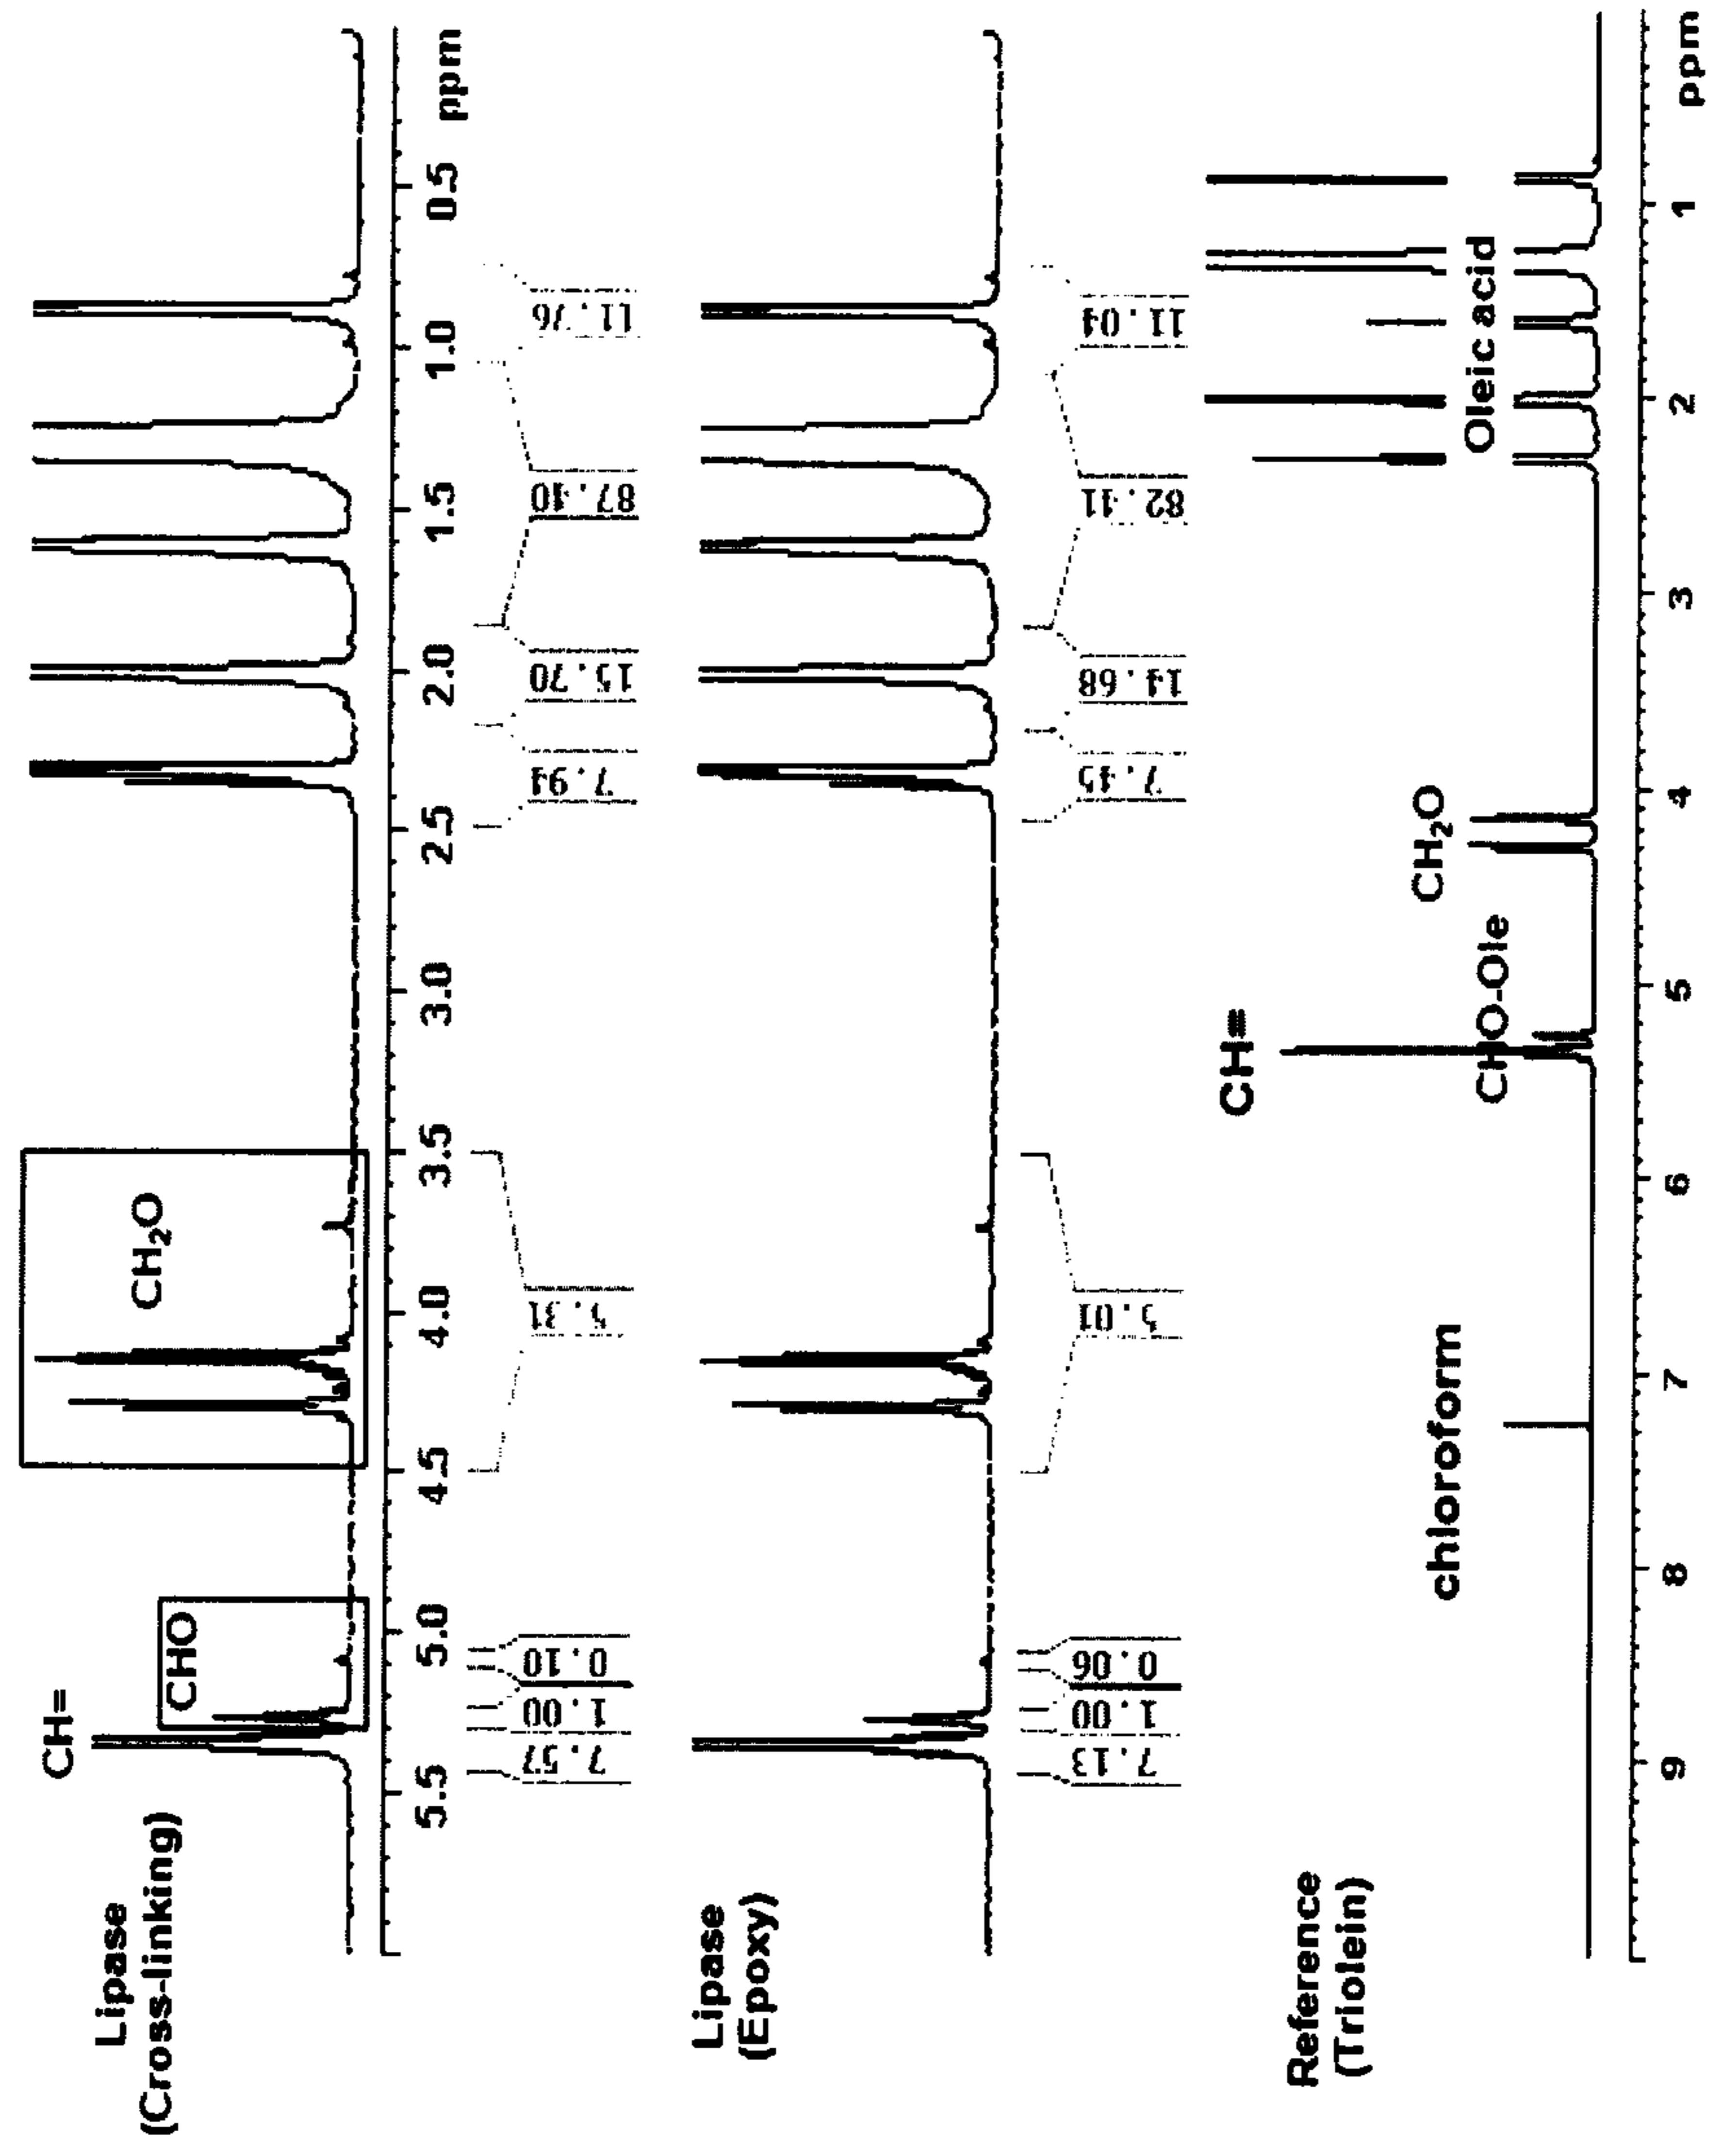 Lipase
(Cross-linking)
CH=
CHO
CH₂O
5.5 5.0 4.5 4.0 3.5 3.0 2.5 2.0 1.5 1.0 0.5 ppm
7.57 1.00 0.10 5.31 7.94 15.70 87.40 11.76
Lipase
(Epoxy)
7.13 1.00 0.06 5.01 7.45 14.68 82.41 11.04
Reference
(Triolein)
chloroform
CH=
CHO-Ole
CH₂O
Oleic acid
9 8 7 6 5 4 3 2 1 ppm